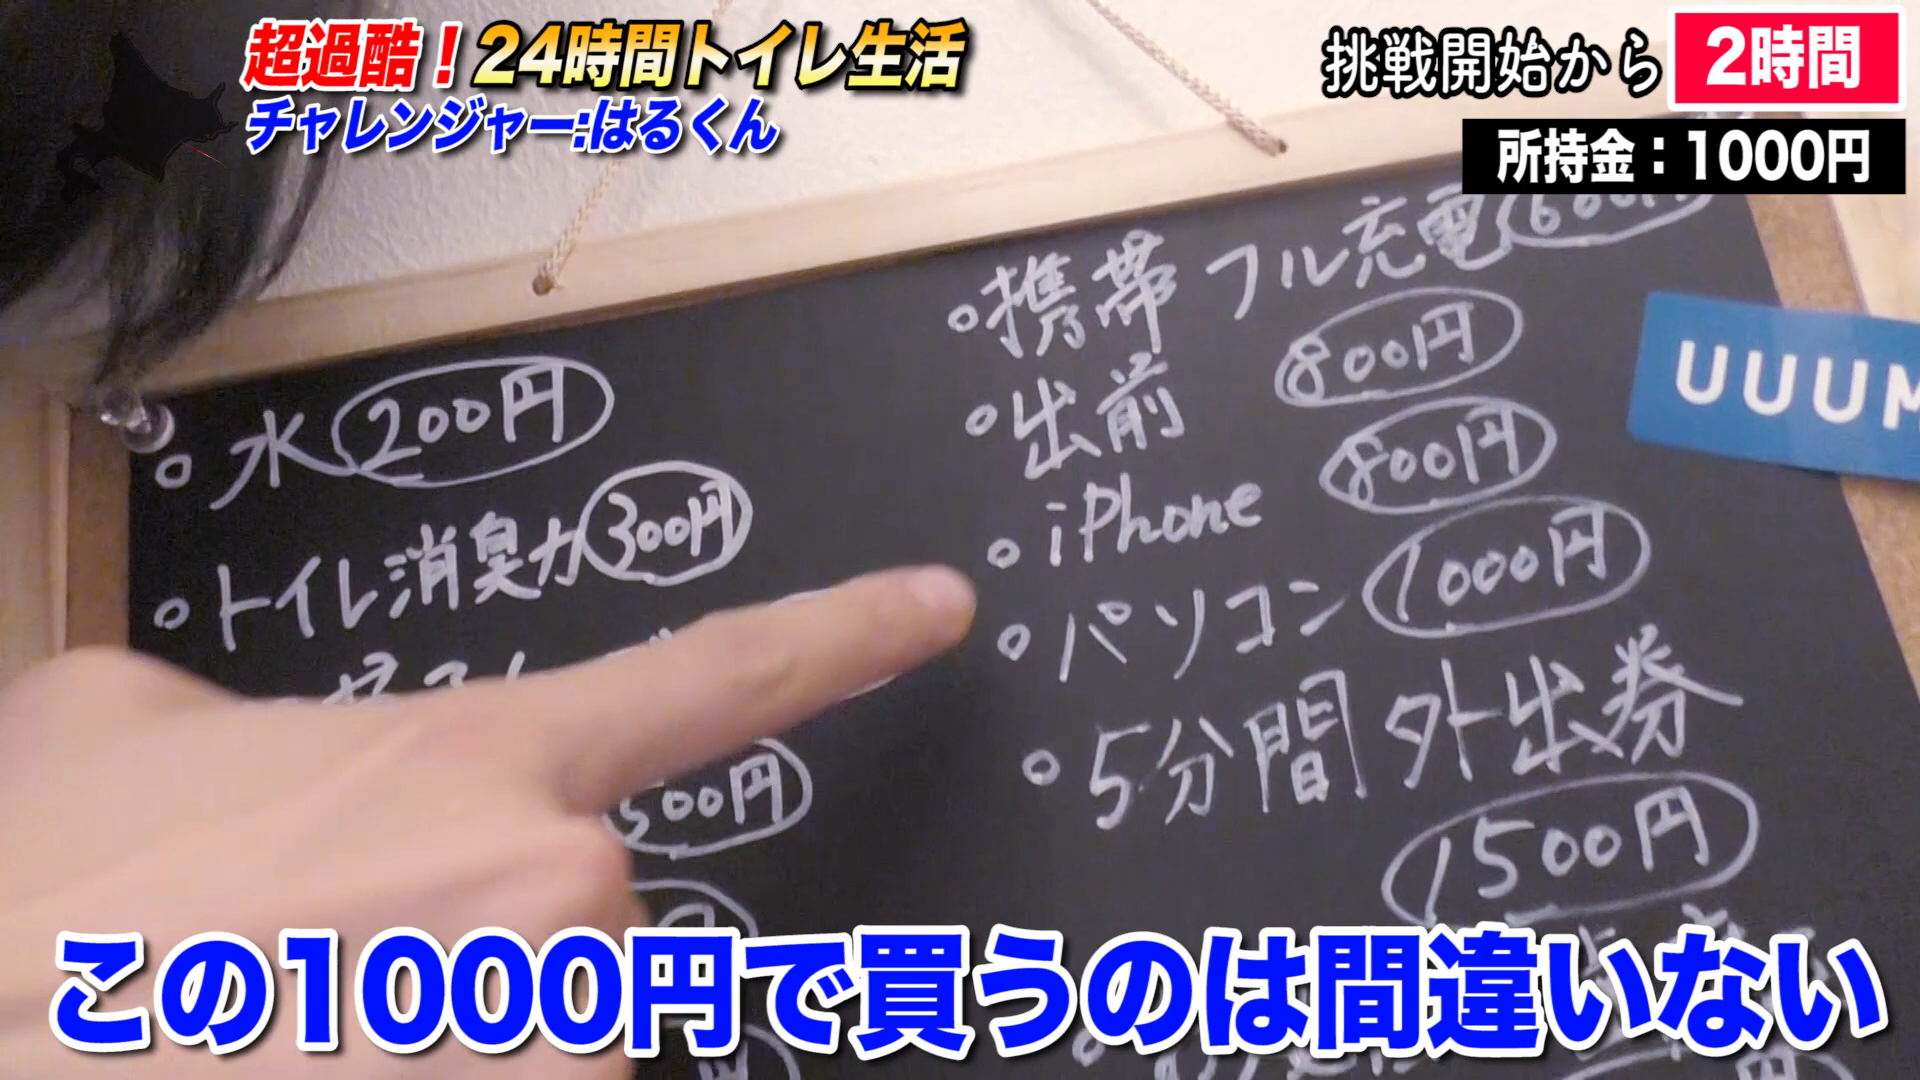 超過酷！24時間トイレ生活
チャレンジャー:はるくん
挑戦開始から 2時間
所持金：1000円
水 200円
トイレ消臭力 300円
500円
携帯フル充電 600円
出前 800円
iPhone 800円
パソコン 1000円
5分間外出券
1500円
UUUM
この1000円で買うのは間違いない